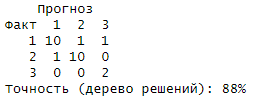 Прогноз
Факт 1 2 3
1 10 1 1
2 1 10 0
3 0 0 2
Точность (дерево решений): 88%